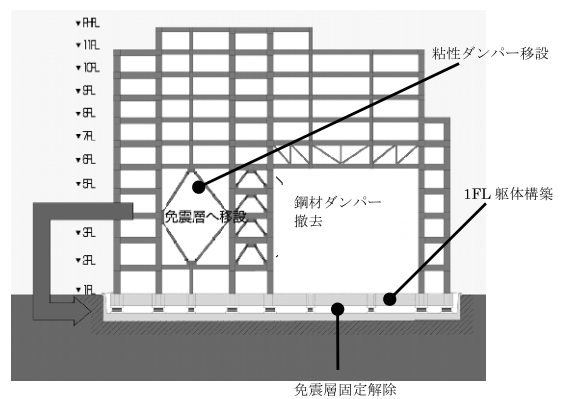 ▼PHFL
▼11FL
▼10FL
▼9FL
▼8FL
▼7FL
▼6FL
▼5FL
▼3FL
▼2FL
▼1FL
粘性ダンパー移設
免震層へ移設
鋼材ダンパー
撤去
1FL 躯体構築
免震層固定解除